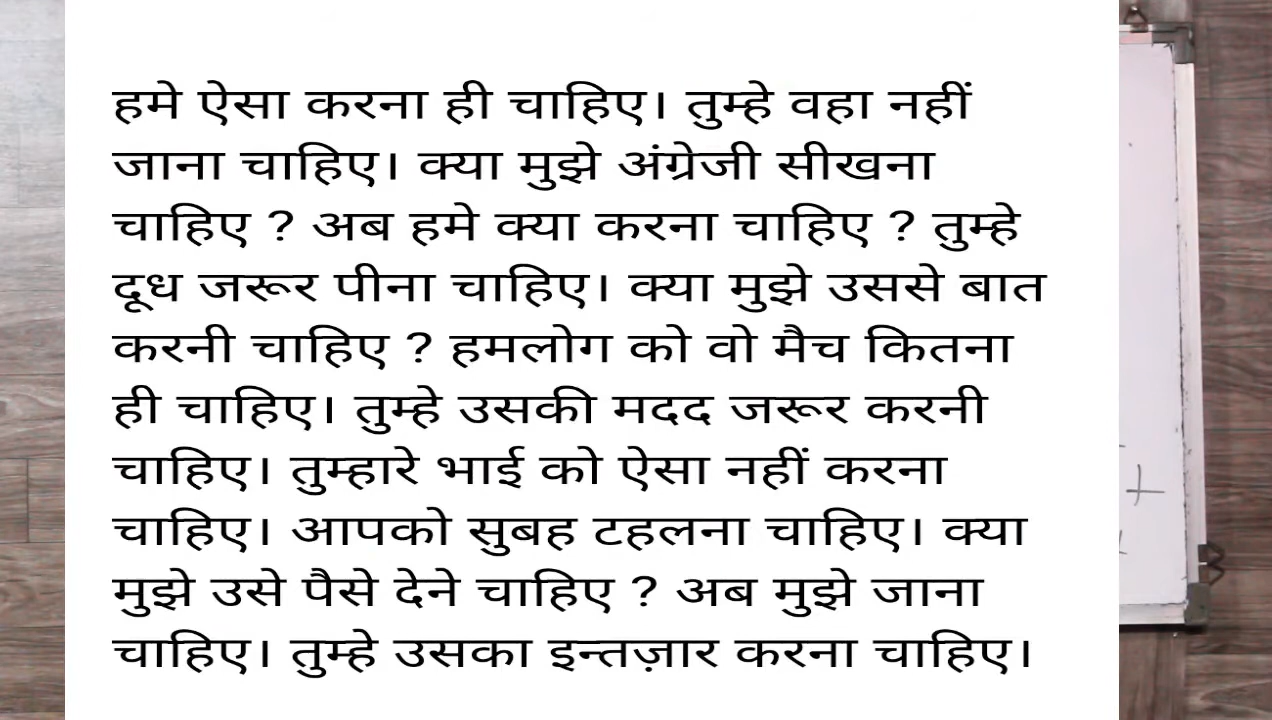 हमे ऐसा करना ही चाहिए। तुम्हे वहा नहीं
जाना चाहिए। क्या मुझे अंग्रेजी सीखना
चाहिए ? अब हमे क्या करना चाहिए ? तुम्हे
दूध जरूर पीना चाहिए। क्या मुझे उससे बात
करनी चाहिए ? हमलोग को वो मैच कितना
ही चाहिए। तुम्हे उसकी मदद जरूर करनी
चाहिए। तुम्हारे भाई को ऐसा नहीं करना
चाहिए। आपको सुबह टहलना चाहिए। क्या
मुझे उसे पैसे देने चाहिए ? अब मुझे जाना
चाहिए। तुम्हे उसका इन्तज़ार करना चाहिए।